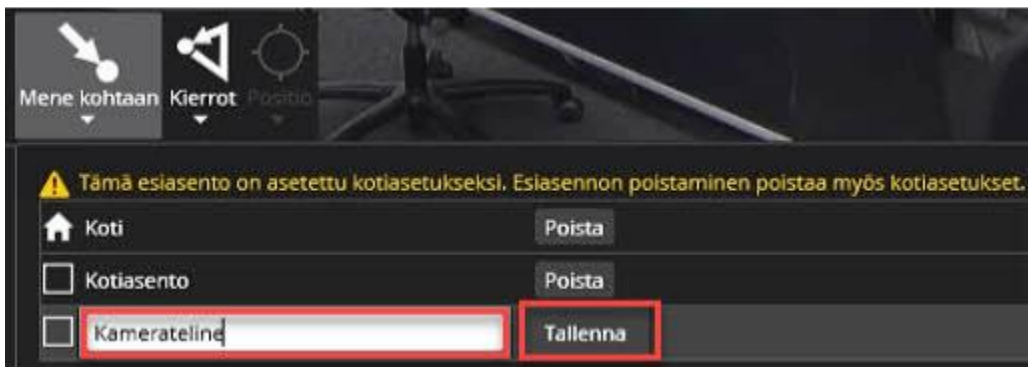 Mene kohtaan Kierrot Positio
Tämä esiasento on asetettu kotiasetukseksi. Esiasennon poistaminen poistaa myös kotiasetukset.
Koti Poista
Kotiasento Poista
Kamerateline Tallenna